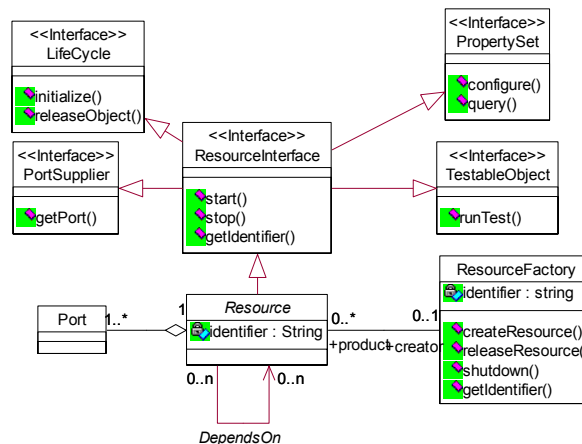 <<Interface>>
LifeCycle
initialize()
releaseObject()
<<Interface>>
PropertySet
configure()
query()
<<Interface>>
ResourceInterface
start()
stop()
getIdentifier()
<<Interface>>
PortSupplier
getPort()
<<Interface>>
TestableObject
runTest()
Port
1..*
1
Resource
identifier : String
0..*
+product
0..1
+creator
ResourceFactory
identifier : string
createResource()
releaseResource()
shutdown()
getIdentifier()
0..n
0..n
DependsOn